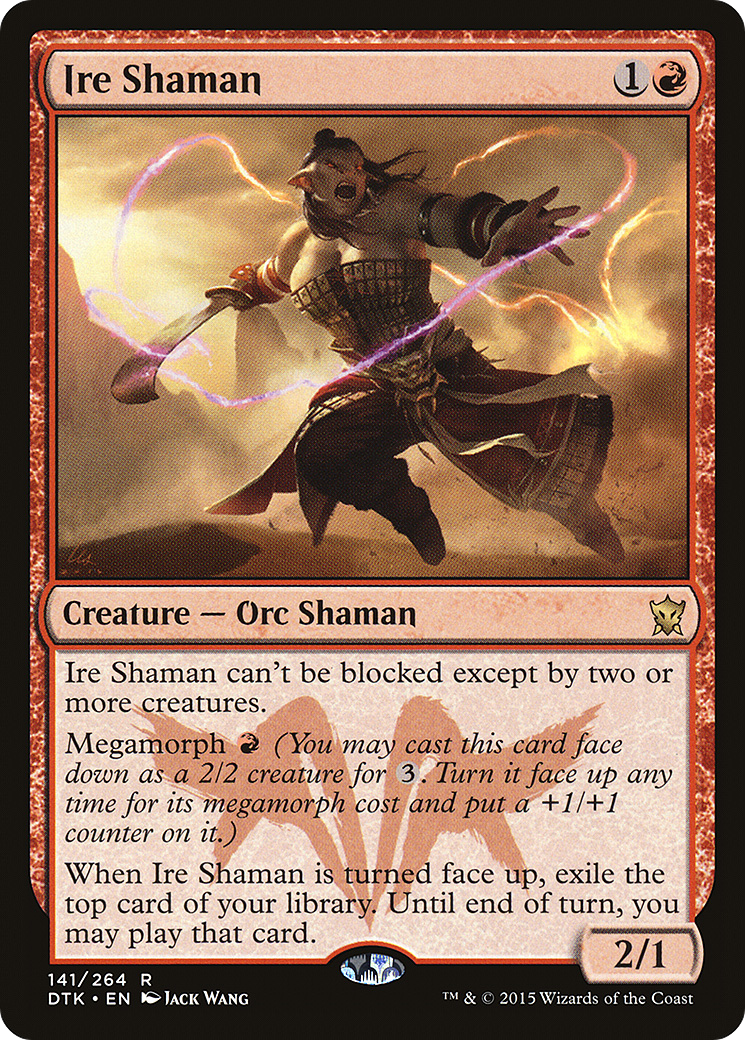 Ire Shaman 1
Creature — Orc Shaman
Ire Shaman can't be blocked except by two or
more creatures.
Megamorph (You may cast this card face
down as a 2/2 creature for 3. Turn it face up any
time for its megamorph cost and put a +1/+1
counter on it.)
When Ire Shaman is turned face up, exile the
top card of your library. Until end of turn, you
may play that card.
2/1
141/264 R
DTK • EN Jack Wang
™ & © 2015 Wizards of the Coast